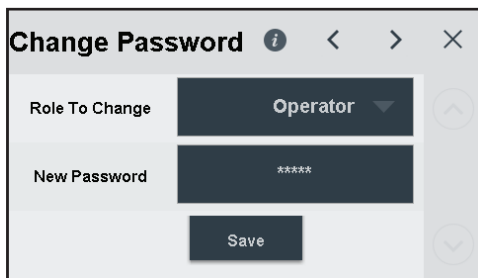 Change Password
Role To Change
Operator
New Password
*****
Save